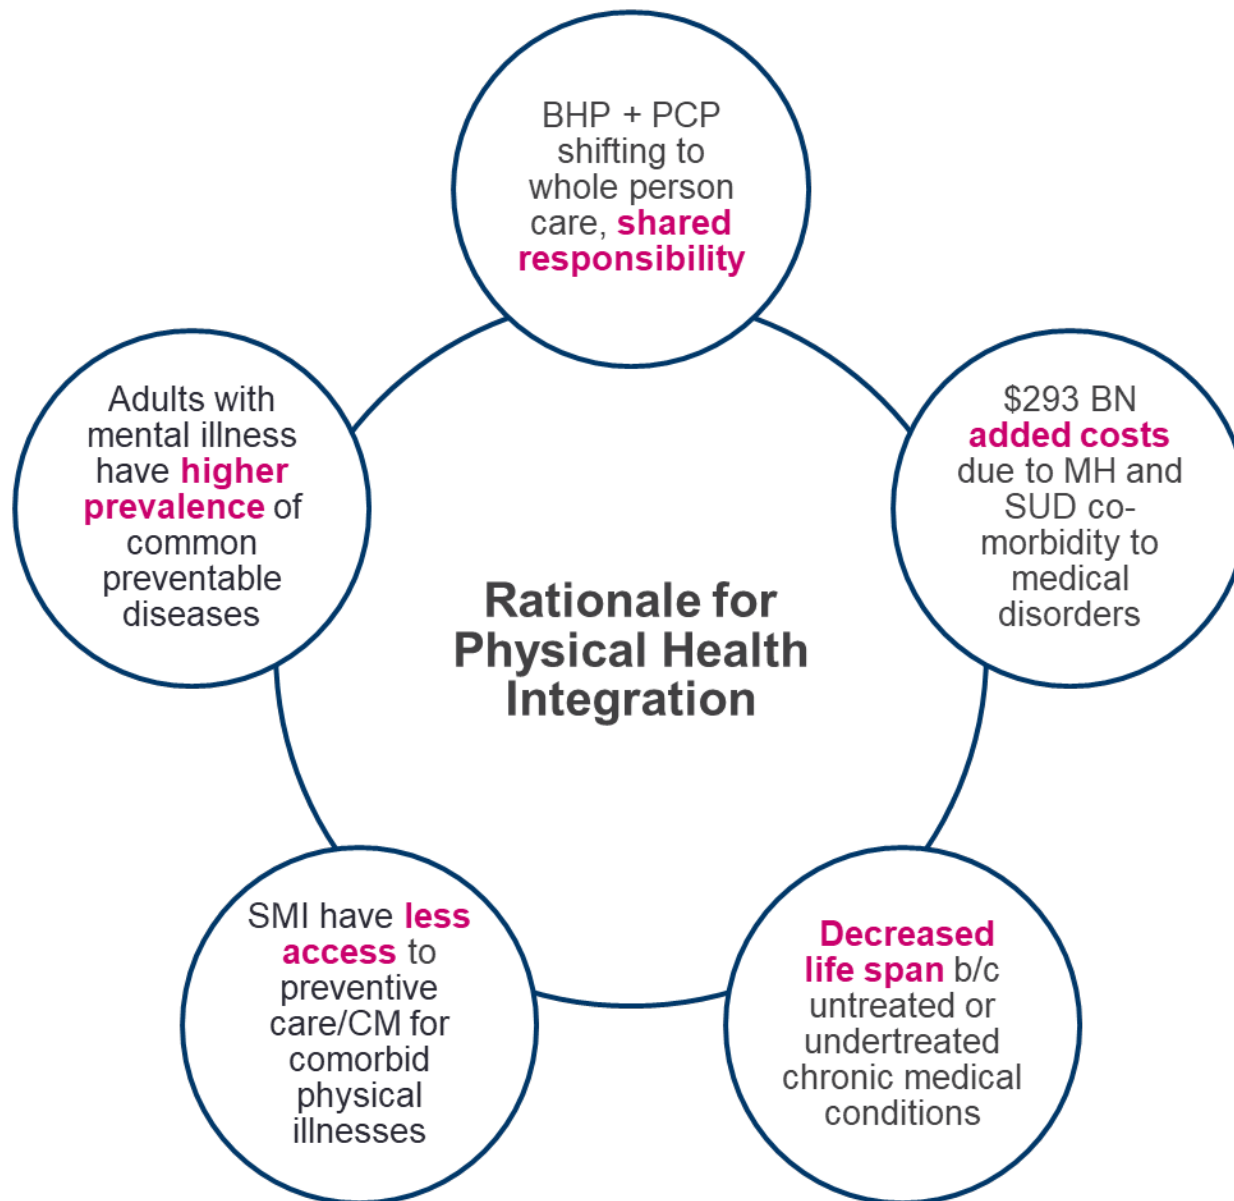 BHP + PCP
shifting to
whole person
care, shared
responsibility
$293 BN
added costs
due to MH and
SUD co-
morbidity to
medical
disorders
Decreased
life span b/c
untreated or
undertreated
chronic medical
conditions
SMI have less
access to
preventive
care/CM for
comorbid
physical
illnesses
Adults with
mental illness
have higher
prevalence of
common
preventable
diseases
Rationale for
Physical Health
Integration